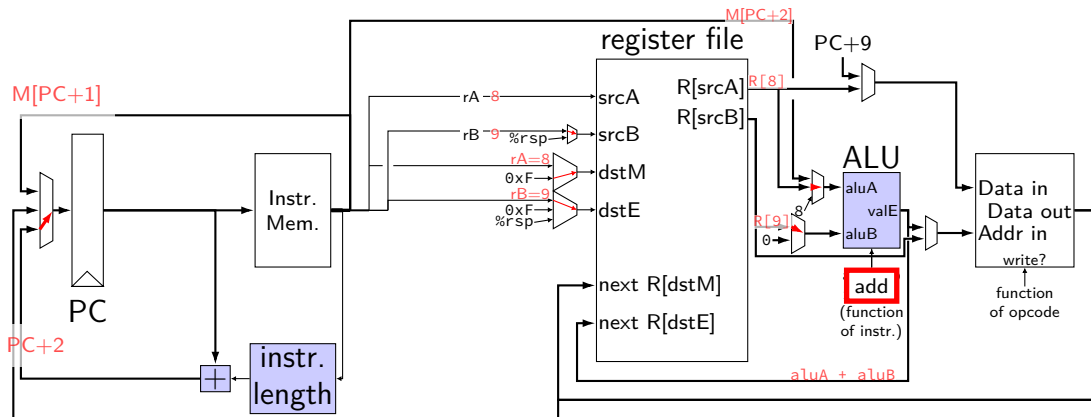 M[PC+2]
PC+9
register file
M[PC+1]
R[srcA]
R[8]
rA 8
srcA
R[srcB]
rB 9
%rsp
srcB
rA=8
0xF
dstM
ALU
Instr.
Mem.
rB=9
0xF
%rsp
dstE
8
aluA
valE
aluB
R[9]
0
Data in
Data out
Addr in
write?
function
of opcode
PC
next R[dstM]
next R[dstE]
add
(function
of instr.)
PC+2
+
instr.
length
aluA + aluB